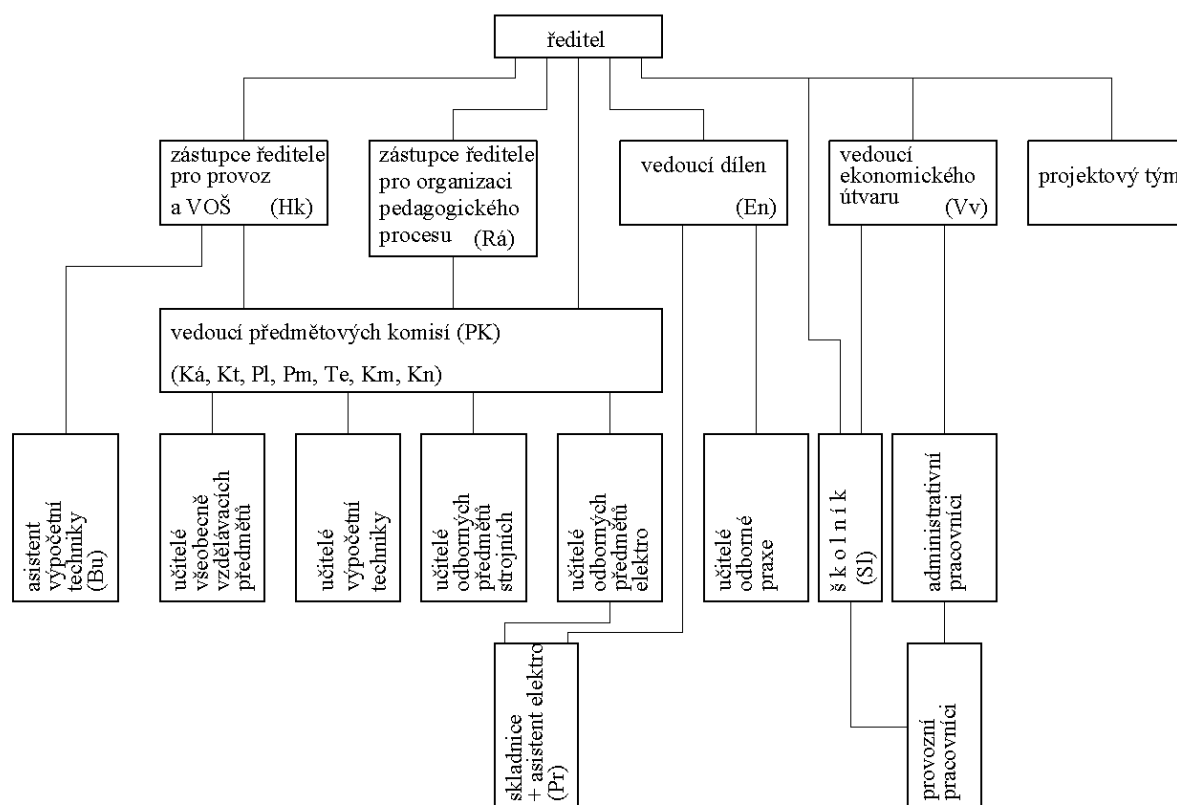 ředitel
zástupce ředitele
pro provoz
a VOŠ (Hk)
zástupce ředitele
pro organizaci
pedagogického
procesu (Rá)
vedoucí dílen
(En)
vedoucí
ekonomického
útvaru (Vv)
projektový tým
vedoucí předmětových komisí (PK)
(Ká, Kt, Pl, Pm, Te, Km, Kn)
asistent
výpočetní
techniky
(Bu)
učitelé
všeobecně
vzdělávacích
předmětů
učitelé
výpočetní
techniky
učitelé
odborných
předmětů
strojních
učitelé
odborných
předmětů
elektro
učitelé
odborné
praxe
š k o l n í k
(Sl)
administrativní
pracovníci
skladnice
+ asistent elektro
(Pr)
provozní
pracovníci